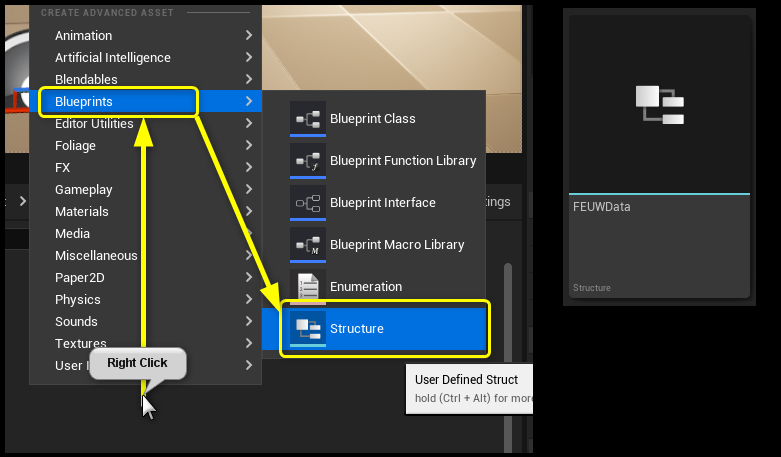 CREATE ADVANCED ASSET
Animation
Artificial Intelligence
Blendables
Blueprints
Editor Utilities
Foliage
FX
Gameplay
Materials
Media
Miscellaneous
Paper2D
Physics
Sounds
Textures
User I
Right Click
Blueprint Class
Blueprint Function Library
Blueprint Interface
Blueprint Macro Library
Enumeration
Structure
ngs
User Defined Struct
hold (Ctrl + Alt) for more
FEUWData
Structure